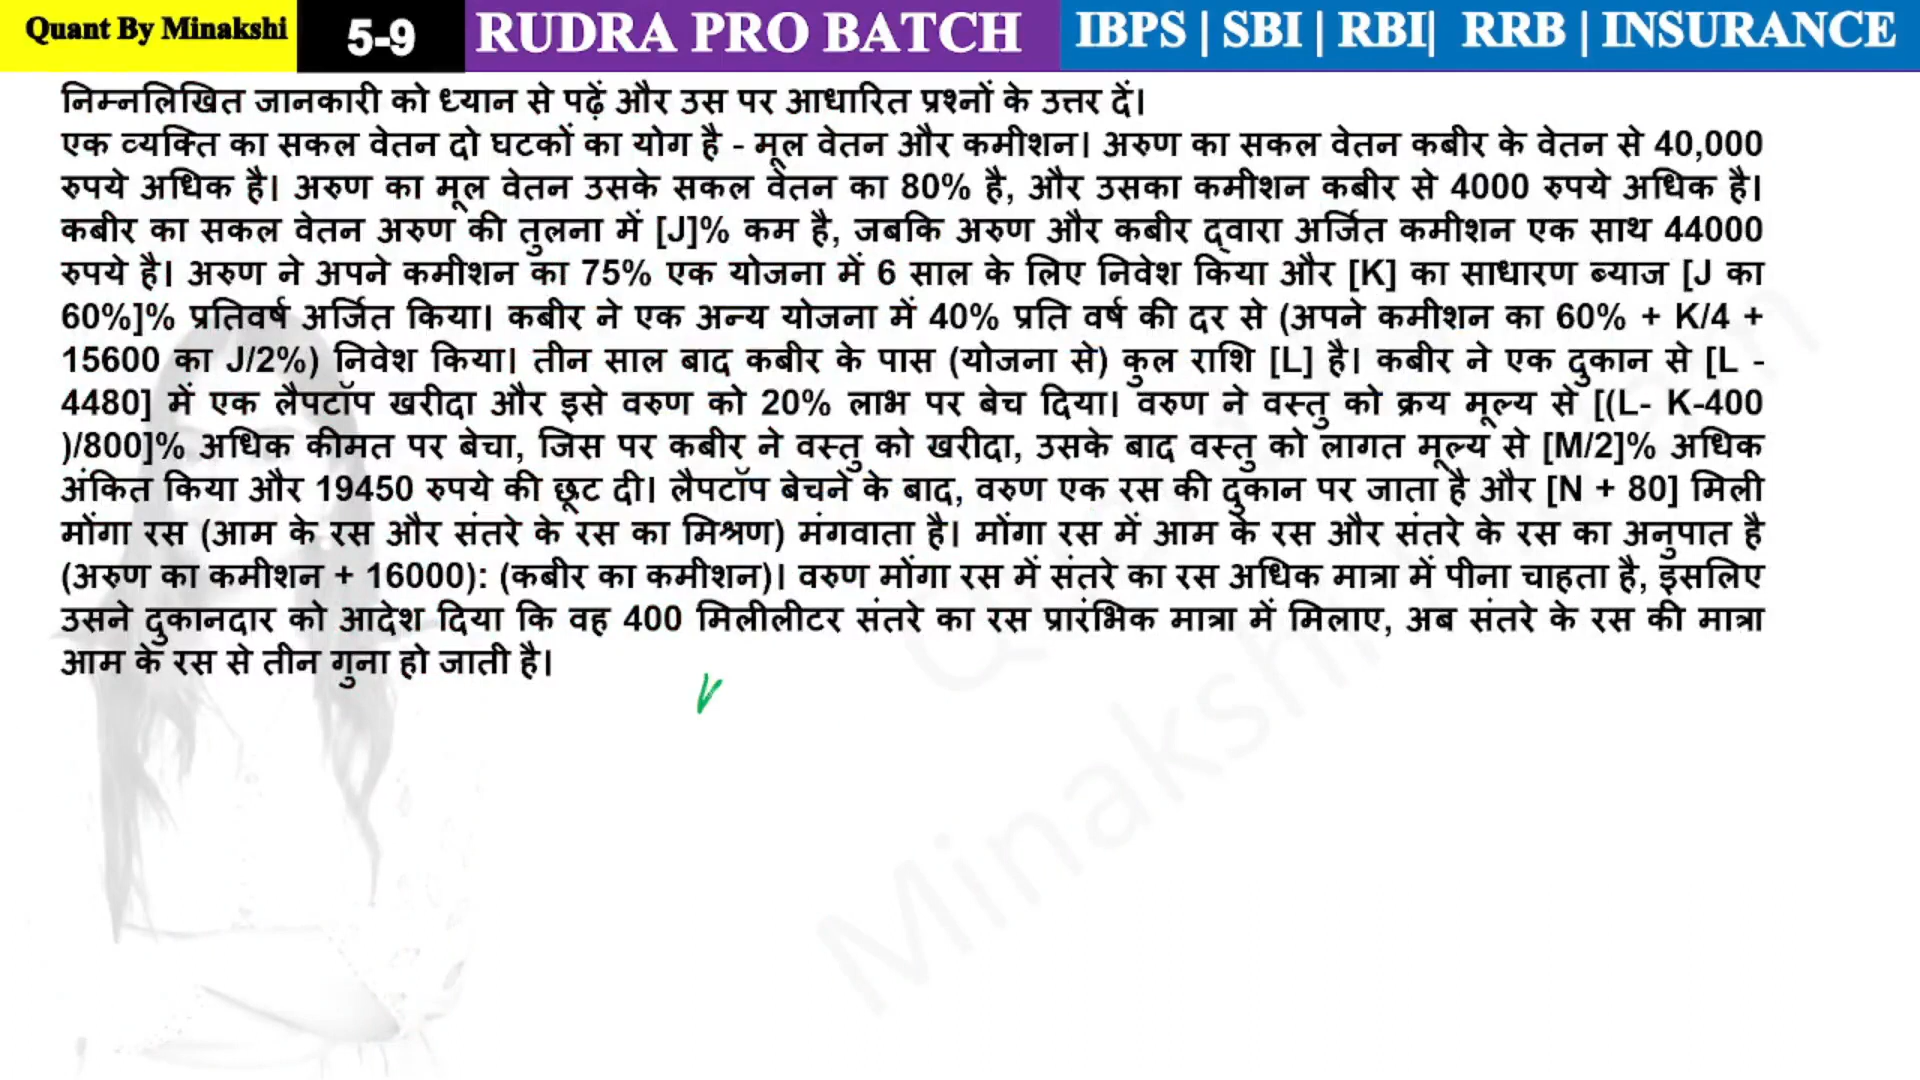 Quant By Minakshi 5-9 RUDRA PRO BATCH IBPS | SBI | RBI| RRB | INSURANCE
निम्नलिखित जानकारी को ध्यान से पढ़ें और उस पर आधारित प्रश्नों के उत्तर दें।
एक व्यक्ति का सकल वेतन दो घटकों का योग है - मूल वेतन और कमीशन। अरुण का सकल वेतन कबीर के वेतन से 40,000
रुपये अधिक है। अरुण का मूल वेतन उसके सकल वेतन का 80% है, और उसका कमीशन कबीर से 4000 रुपये अधिक है।
कबीर का सकल वेतन अरुण की तुलना में [J]% कम है, जबकि अरुण और कबीर द्वारा अर्जित कमीशन एक साथ 44000
रुपये है। अरुण ने अपने कमीशन का 75% एक योजना में 6 साल के लिए निवेश किया और [K] का साधारण ब्याज [J का
60%]% प्रतिवर्ष अर्जित किया। कबीर ने एक अन्य योजना में 40% प्रति वर्ष की दर से (अपने कमीशन का 60% + K/4 +
15600 का J/2%) निवेश किया। तीन साल बाद कबीर के पास (योजना से) कुल राशि [L] है। कबीर ने एक दुकान से [L -
4480] में एक लैपटॉप खरीदा और इसे वरुण को 20% लाभ पर बेच दिया। वरुण ने वस्तु को क्रय मूल्य से [(L- K-400
)/800]% अधिक कीमत पर बेचा, जिस पर कबीर ने वस्तु को खरीदा, उसके बाद वस्तु को लागत मूल्य से [M/2]% अधिक
अंकित किया और 19450 रुपये की छूट दी। लैपटॉप बेचने के बाद, वरुण एक रस की दुकान पर जाता है और [N + 80] मिली
मोंगा रस (आम के रस और संतरे के रस का मिश्रण) मंगवाता है। मोंगा रस में आम के रस और संतरे के रस का अनुपात है
(अरुण का कमीशन + 16000): (कबीर का कमीशन)। वरुण मोंगा रस में संतरे का रस अधिक मात्रा में पीना चाहता है, इसलिए
उसने दुकानदार को आदेश दिया कि वह 400 मिलीलीटर संतरे का रस प्रारंभिक मात्रा में मिलाए, अब संतरे के रस की मात्रा
आम के रस से तीन गुना हो जाती है।